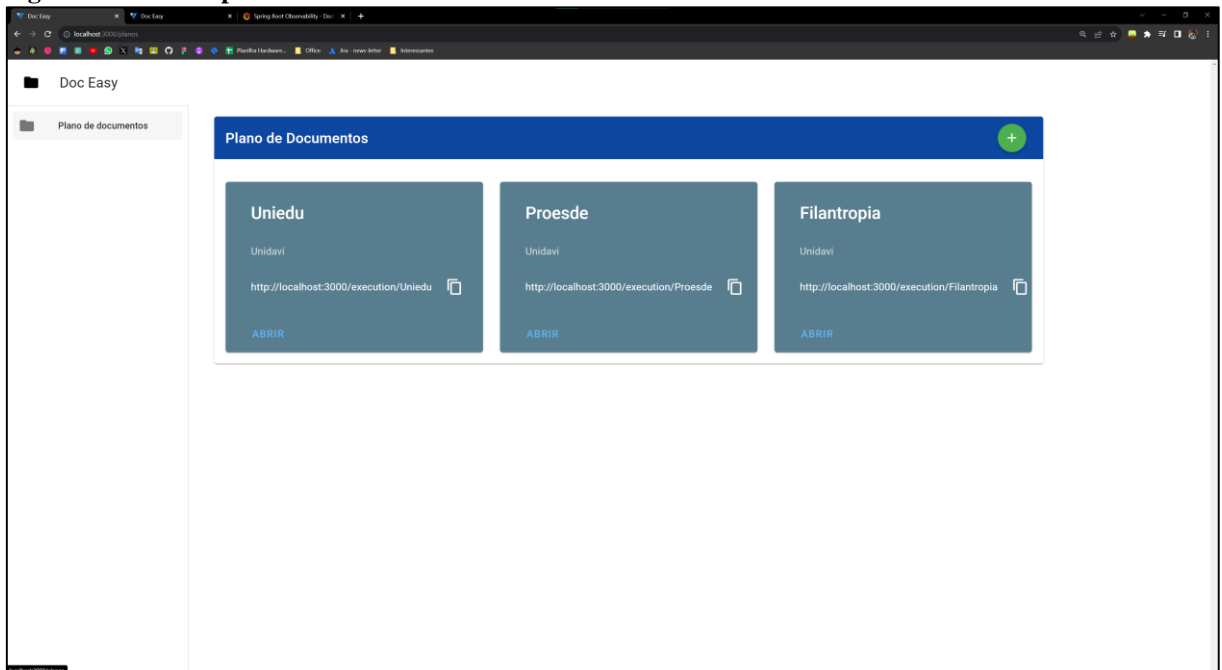 Doc Easy
Doc Easy
Spring Boot Observability - Das
localhost:3000/planos
Planilha Hardware...
Office
Jira - news-letter
Interessantes
Doc Easy
Plano de documentos
Plano de Documentos
+
Uniedu
Unidavi
http://localhost:3000/execution/Uniedu
ABRIR
Proesde
Unidavi
http://localhost:3000/execution/Proesde
ABRIR
Filantropia
Unidavi
http://localhost:3000/execution/Filantropia
ABRIR